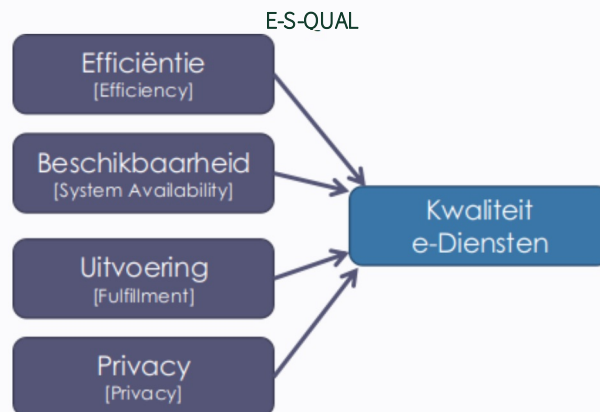 E-S-QUAL
Efficiëntie
[Efficiency]
Beschikbaarheid
[System Availability]
Uitvoering
[Fulfillment]
Privacy
[Privacy]
Kwaliteit
e-Diensten